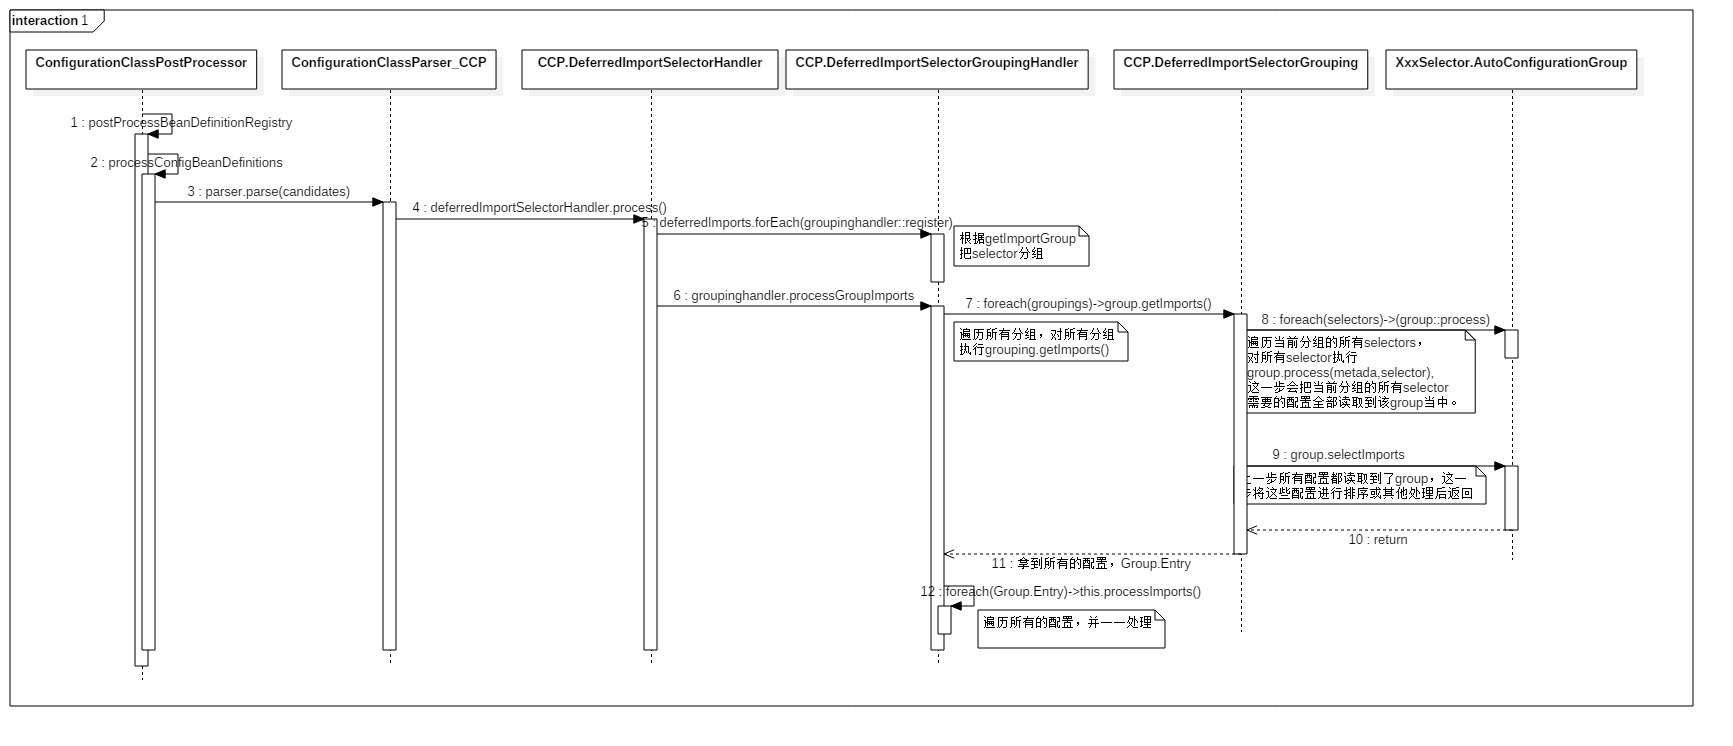 interaction 1
ConfigurationClassPostProcessor
ConfigurationClassParser_CCP
CCP.DeferredImportSelectorHandler
CCP.DeferredImportSelectorGroupingHandler
CCP.DeferredImportSelectorGrouping
XxxSelector.AutoConfigurationGroup
1 : postProcessBeanDefinitionRegistry
2 : processConfigBeanDefinitions
3 : parser.parse(candidates)
4 : deferredImportSelectorHandler.process()
5 : deferredImports.forEach(groupinghandler::register)
根据getImportGroup
把selector分组
6 : groupinghandler.processGroupImports
7 : foreach(groupings)->group.getImports()
遍历所有分组，对所有分组
执行grouping.getImports()
8 : foreach(selectors)->(group::process)
遍历当前分组的所有selectors，
对所有selector执行
group.process(metada,selector),
这一步会把当前分组的所有selector
需要的配置全部读取到该group当中。
9 : group.selectImports
上一步所有配置都读取到了group，这一
步将这些配置进行排序或其他处理后返回
10 : return
11 : 拿到所有的配置，Group.Entry
12 : foreach(Group.Entry)->this.processImports()
遍历所有的配置，并一一处理